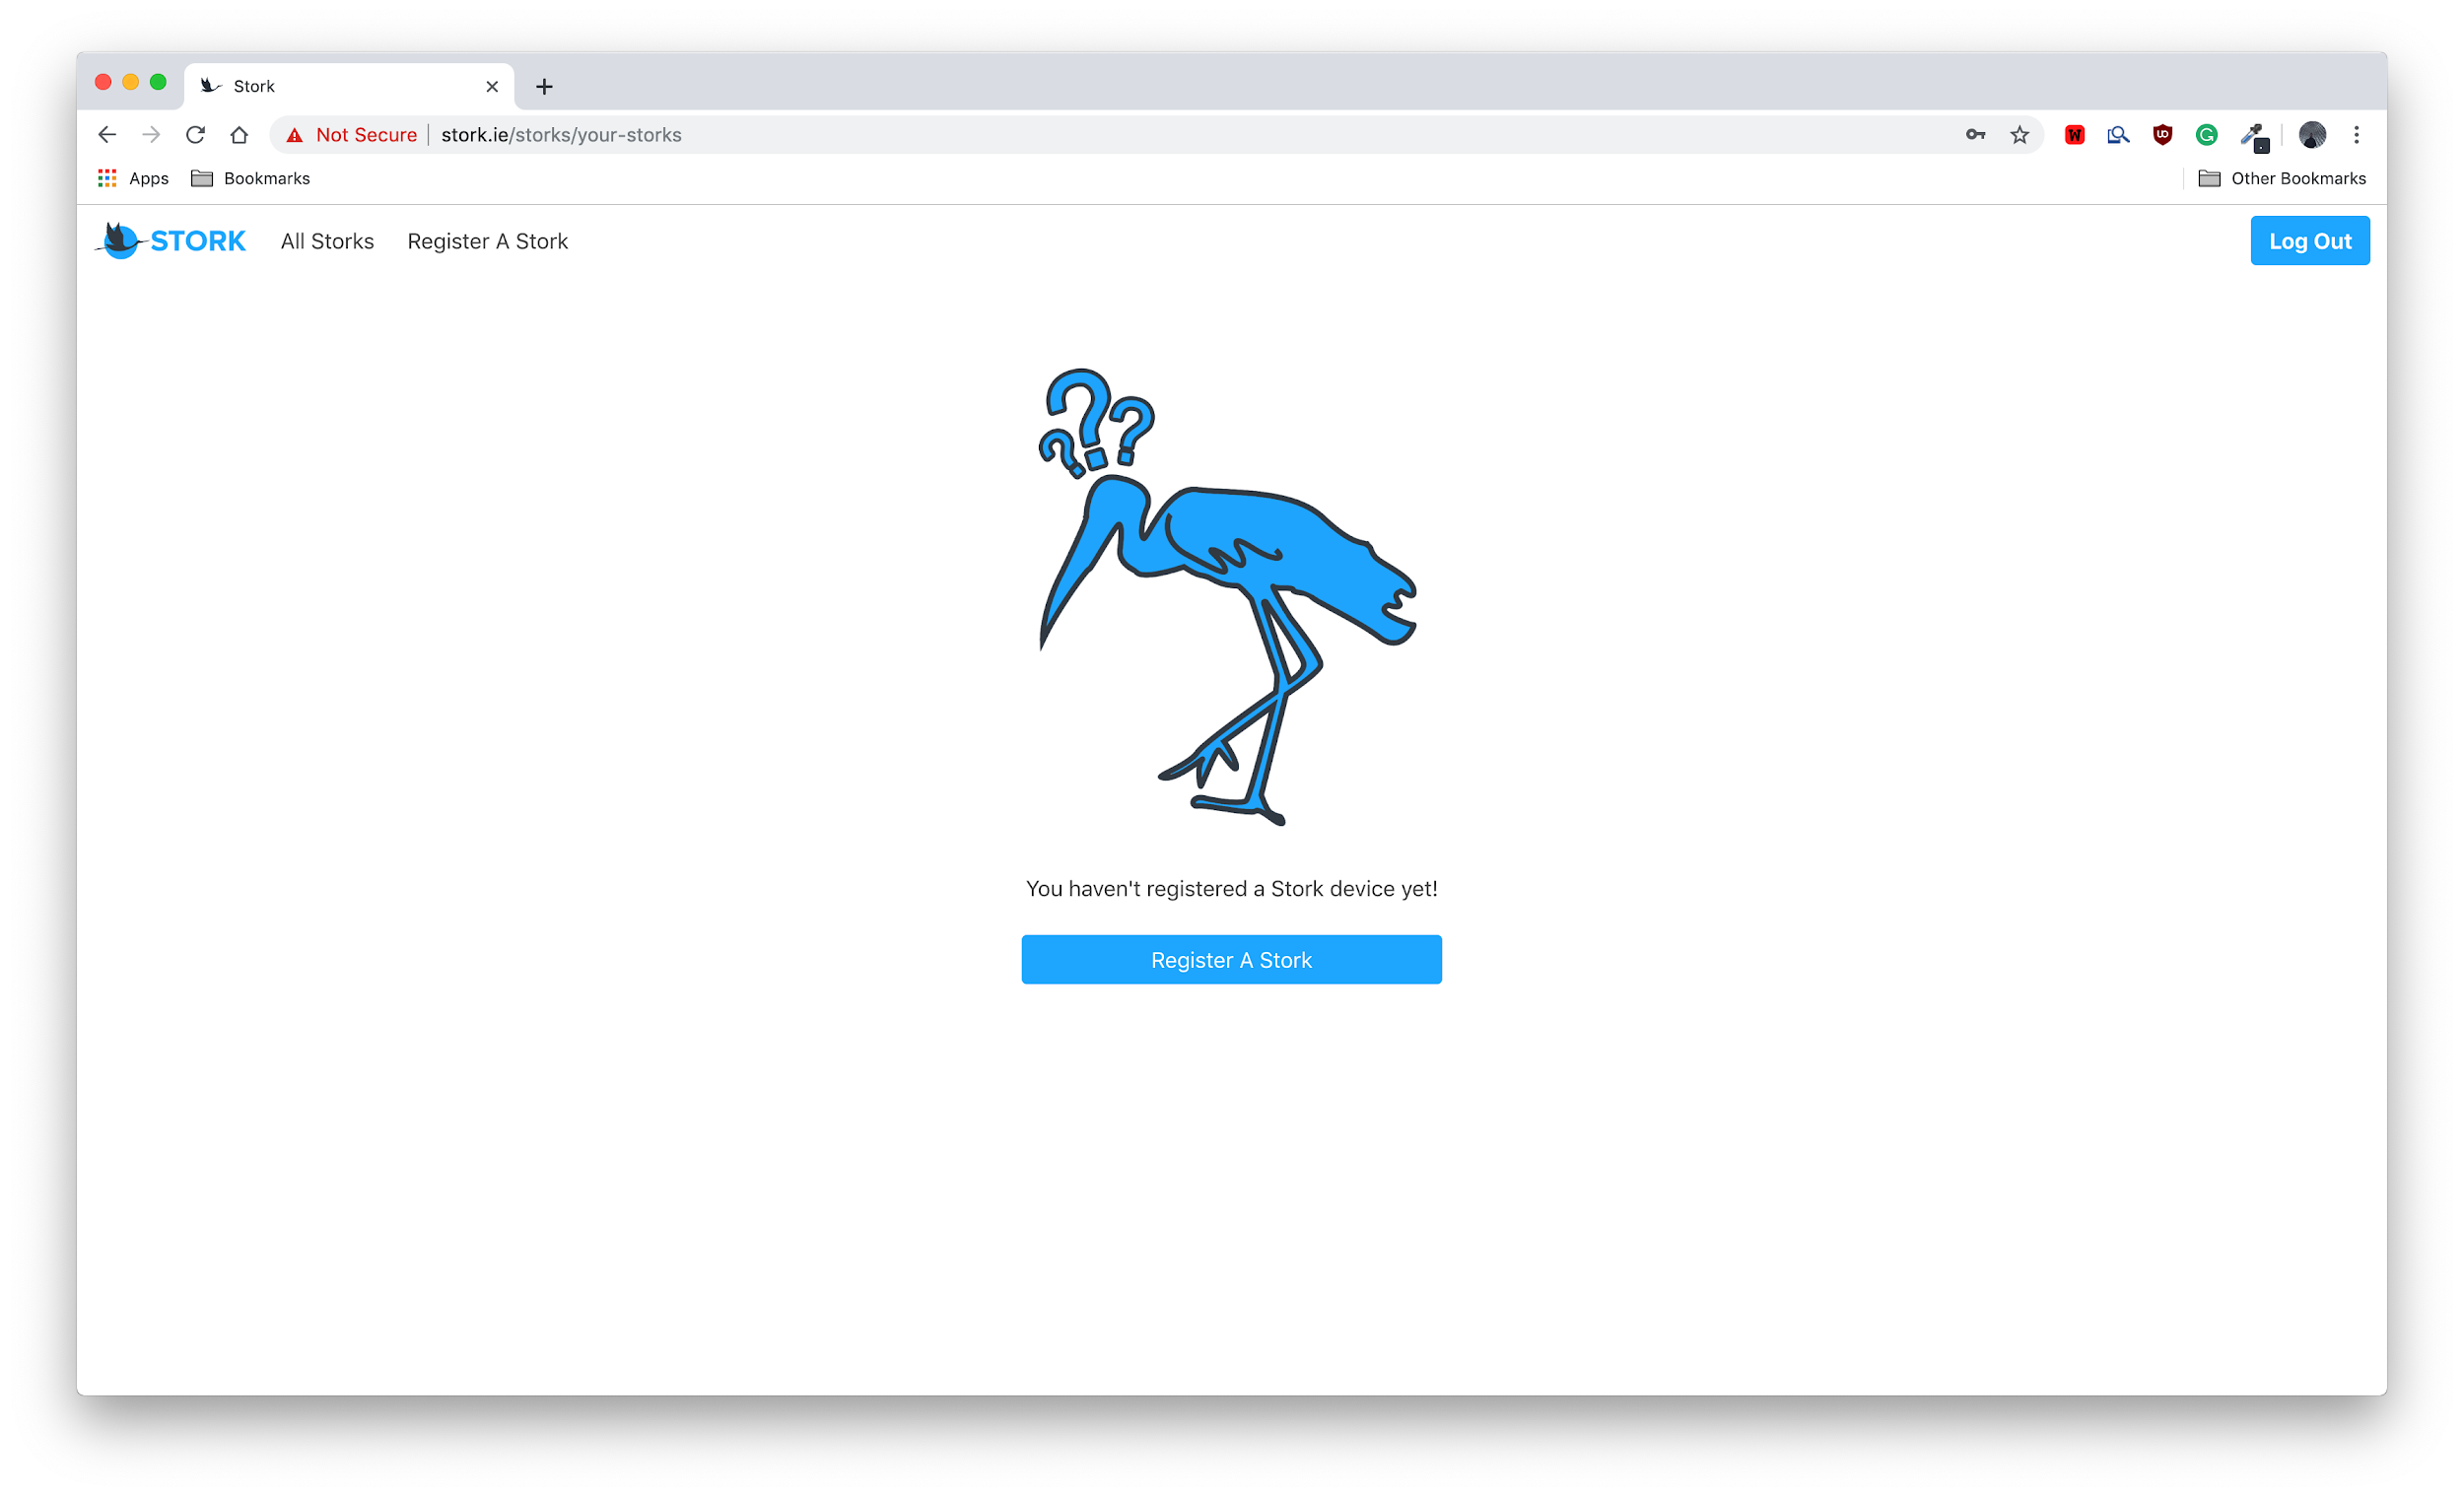 Stork
Not Secure | stork.ie/storks/your-storks
Apps Bookmarks Other Bookmarks
STORK All Storks Register A Stork Log Out
???
You haven't registered a Stork device yet!
Register A Stork